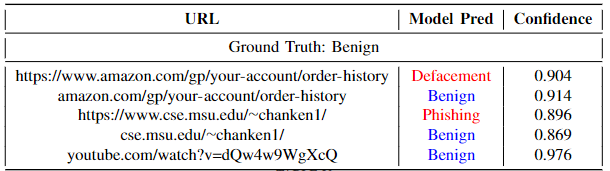 URL Model Pred Confidence
Ground Truth: Benign
https://www.amazon.com/gp/your-account/order-history Defacement 0.904
amazon.com/gp/your-account/order-history Benign 0.914
https://www.cse.msu.edu/~chanken1/ Phishing 0.896
cse.msu.edu/~chanken1/ Benign 0.869
youtube.com/watch?v=dQw4w9WgXcQ Benign 0.976